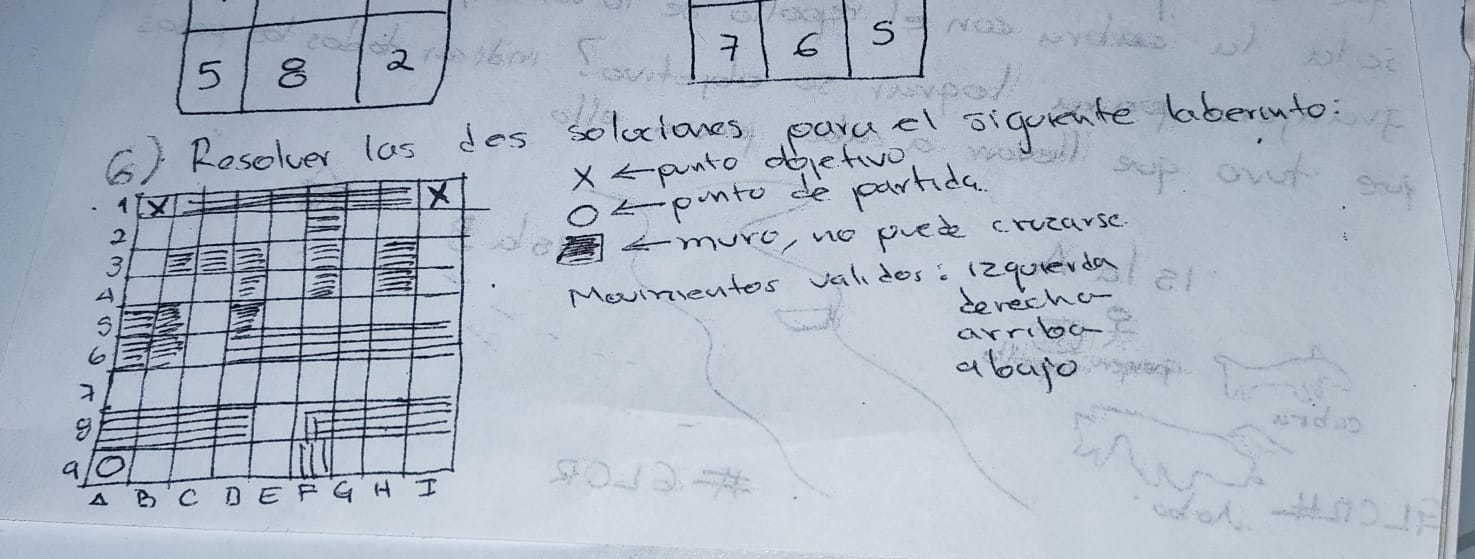 5 8 2
7 6 5
6) Resolver las des soluciones para el siguiente laberinto:
X ← punto objetivo
O ← punto de partida.
← muro, no puede cruzarse.
Movimientos validos: izquierda
derecha
arriba
abajo
1 X X
2
3
4
5
6
7
8
9 O
A B C D E F G H I